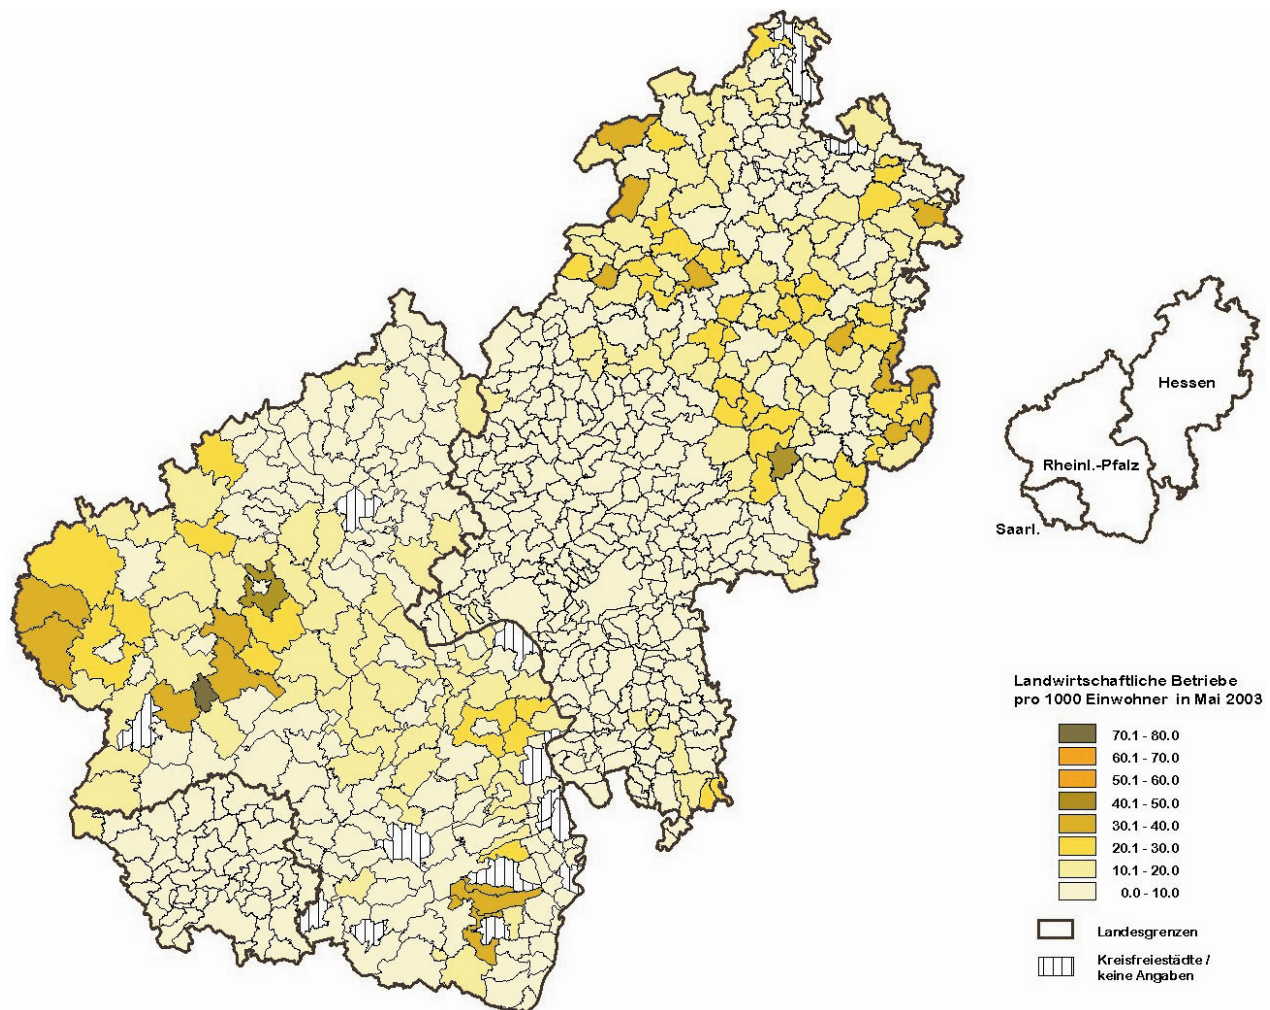 Hessen
Rheinl.-Pfalz
Saarl.
Landwirtschaftliche Betriebe
pro 1000 Einwohner in Mai 2003
70.1 - 80.0
60.1 - 70.0
50.1 - 60.0
40.1 - 50.0
30.1 - 40.0
20.1 - 30.0
10.1 - 20.0
0.0 - 10.0
Landesgrenzen
Kreisfreiestädte /
keine Angaben